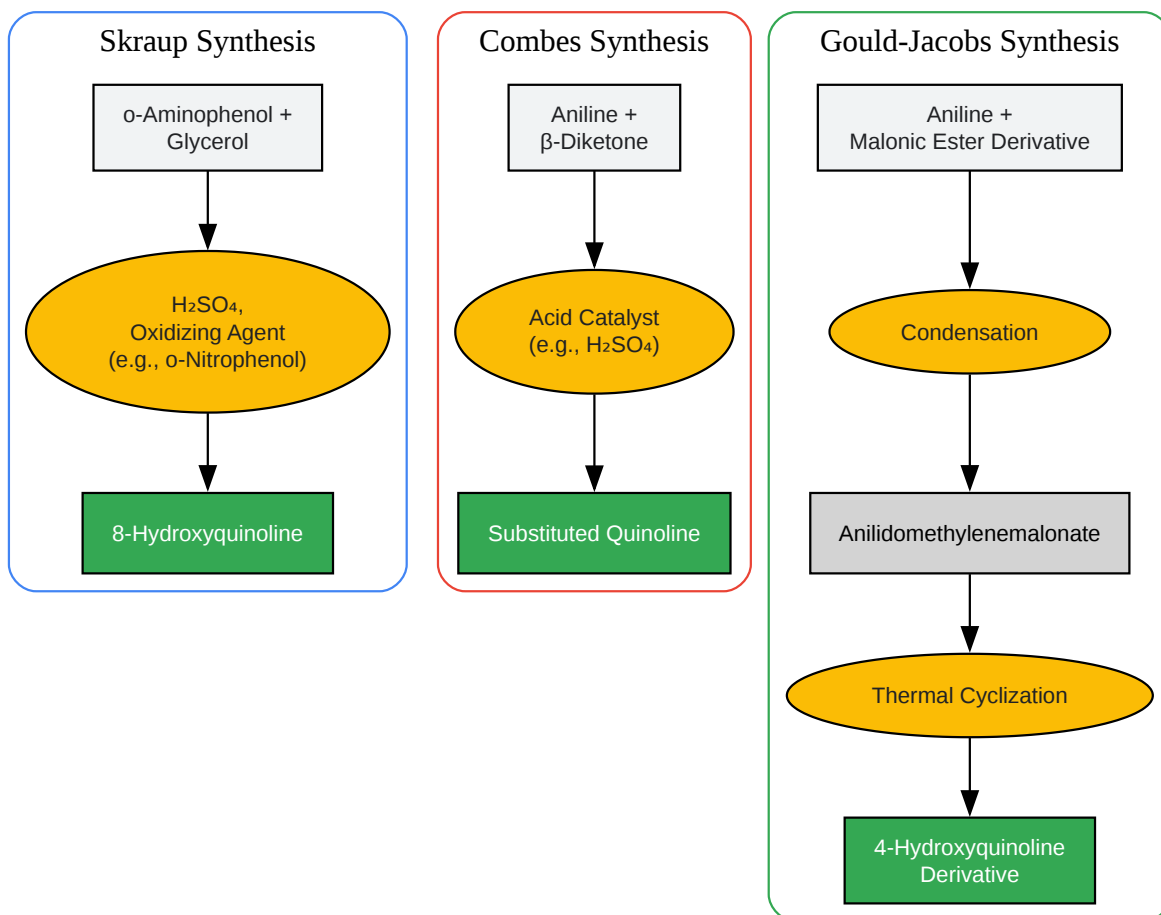 Skraup Synthesis
o-Aminophenol +
Glycerol
H₂SO₄,
Oxidizing Agent
(e.g., o-Nitrophenol)
8-Hydroxyquinoline
Combes Synthesis
Aniline +
β-Diketone
Acid Catalyst
(e.g., H₂SO₄)
Substituted Quinoline
Gould-Jacobs Synthesis
Aniline +
Malonic Ester Derivative
Condensation
Anilidomethylenemalonate
Thermal Cyclization
4-Hydroxyquinoline
Derivative